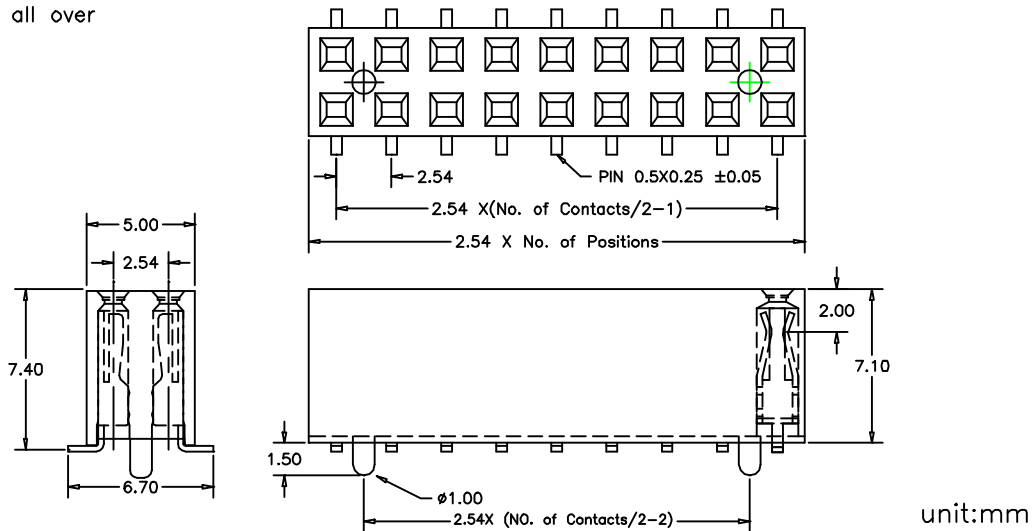 all over
2.54
PIN 0.5X0.25 ±0.05
2.54 X(No. of Contacts/2-1)
5.00
2.54 X No. of Positions
2.54
2.00
7.40
7.10
1.50
6.70
ø1.00
2.54X (NO. of Contacts/2-2)
unit:mm